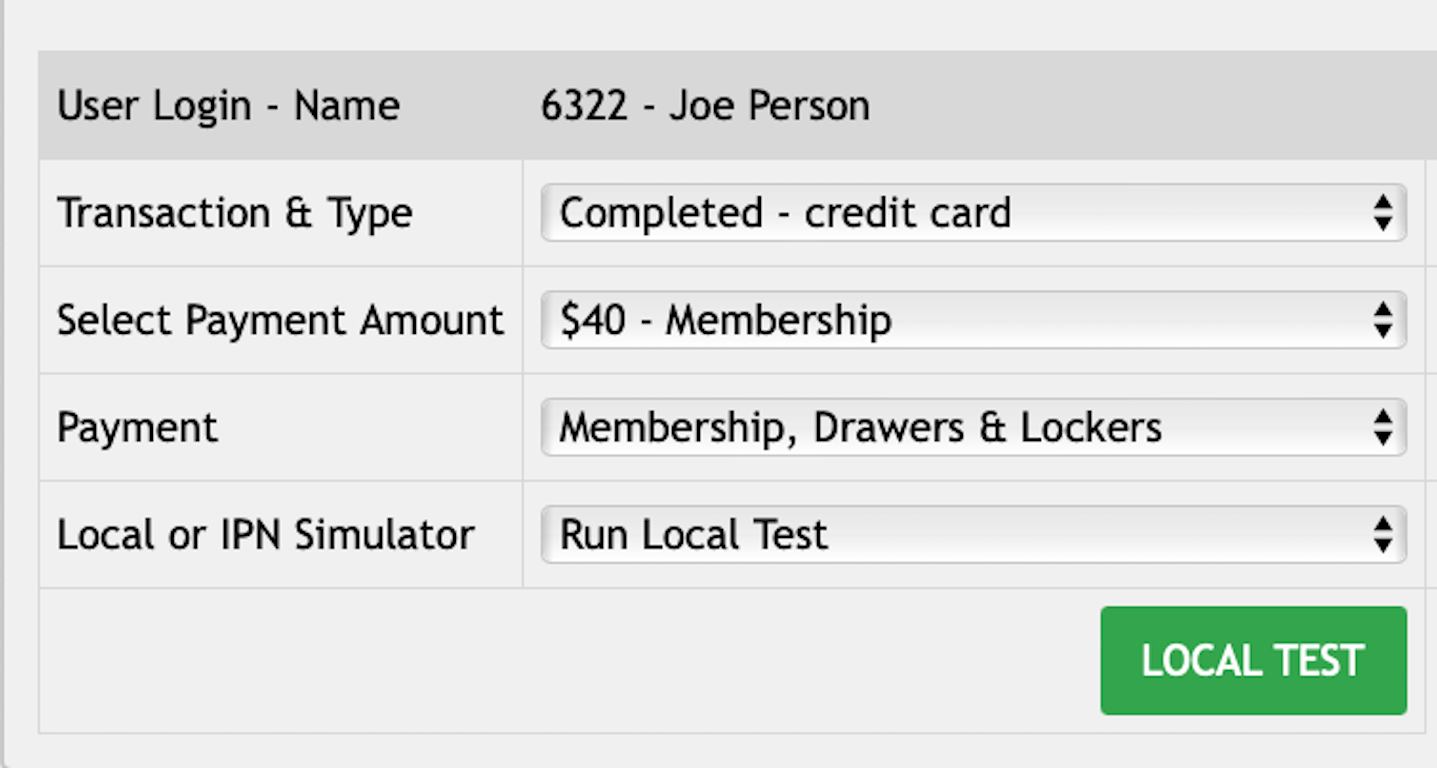 User Login - Name 6322 - Joe Person
Transaction & Type Completed - credit card
Select Payment Amount $40 - Membership
Payment Membership, Drawers & Lockers
Local or IPN Simulator Run Local Test
LOCAL TEST